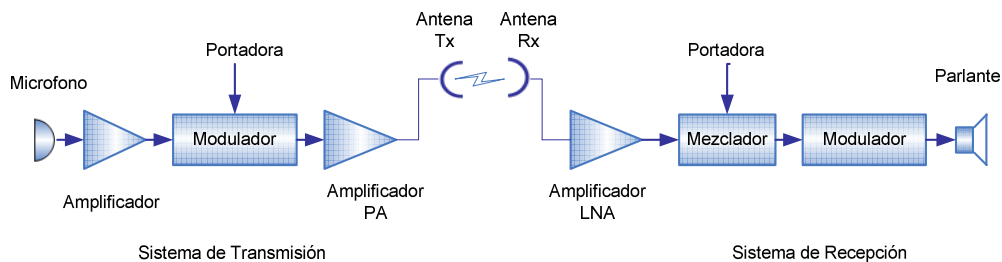 Microfono
Amplificador
Portadora
Modulador
Amplificador
PA
Antena
Tx
Antena
Rx
Amplificador
LNA
Portadora
Mezclador
Modulador
Parlante
Sistema de Transmisión
Sistema de Recepción